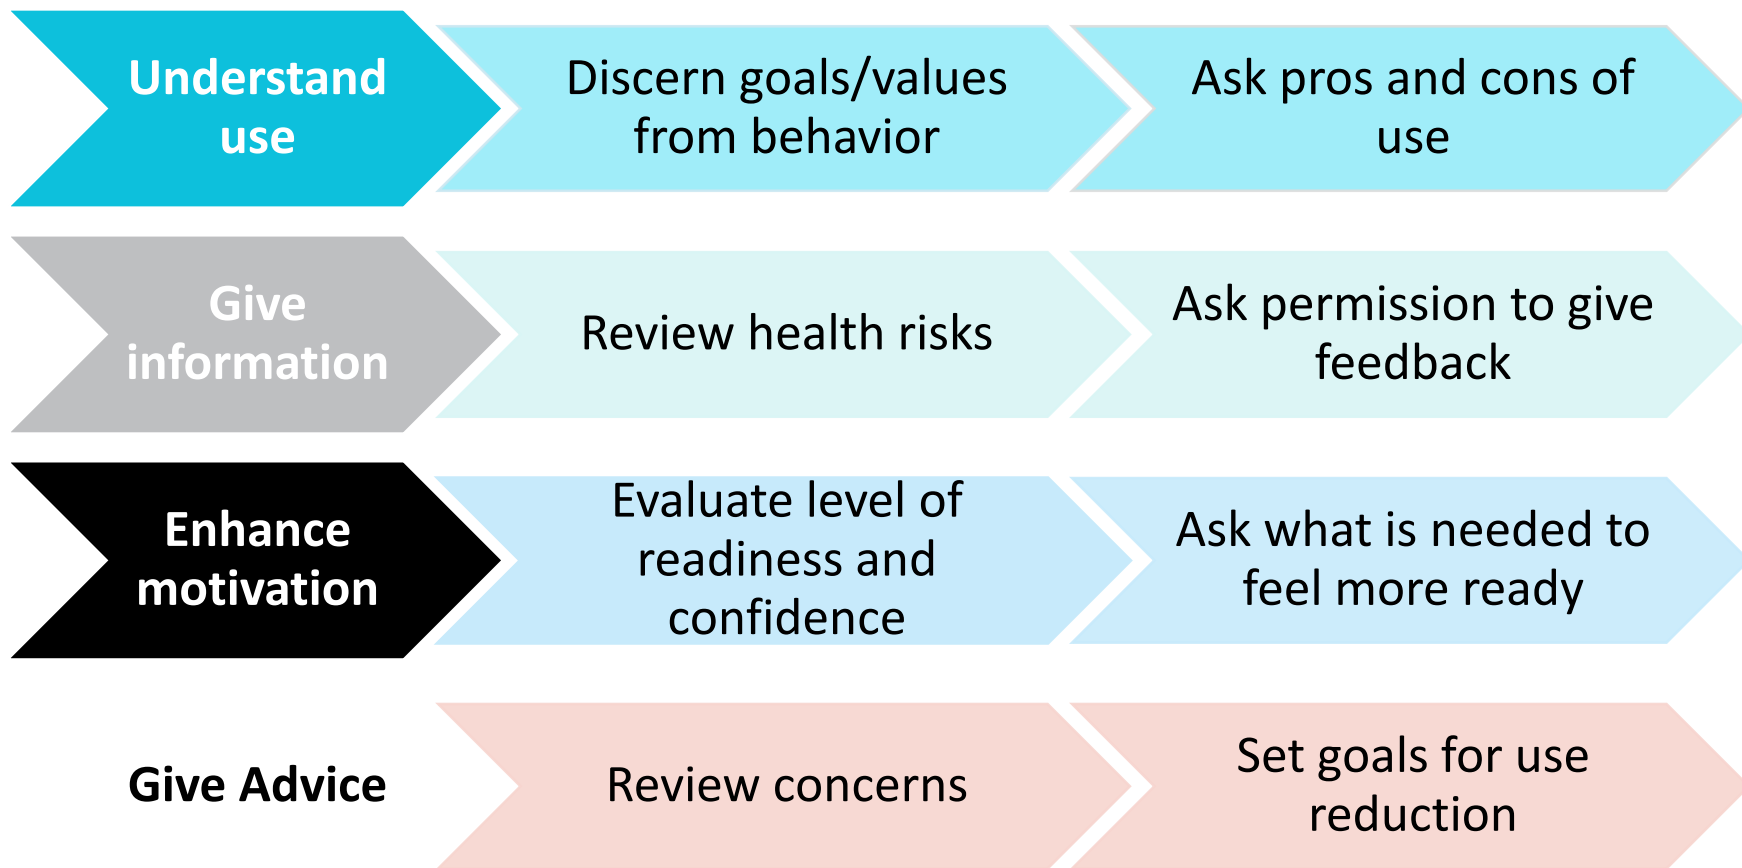 Understand
use
Discern goals/values
from behavior
Ask pros and cons of
use
Give
information
Review health risks
Ask permission to give
feedback
Enhance
motivation
Evaluate level of
readiness and
confidence
Ask what is needed to
feel more ready
Give Advice
Review concerns
Set goals for use
reduction